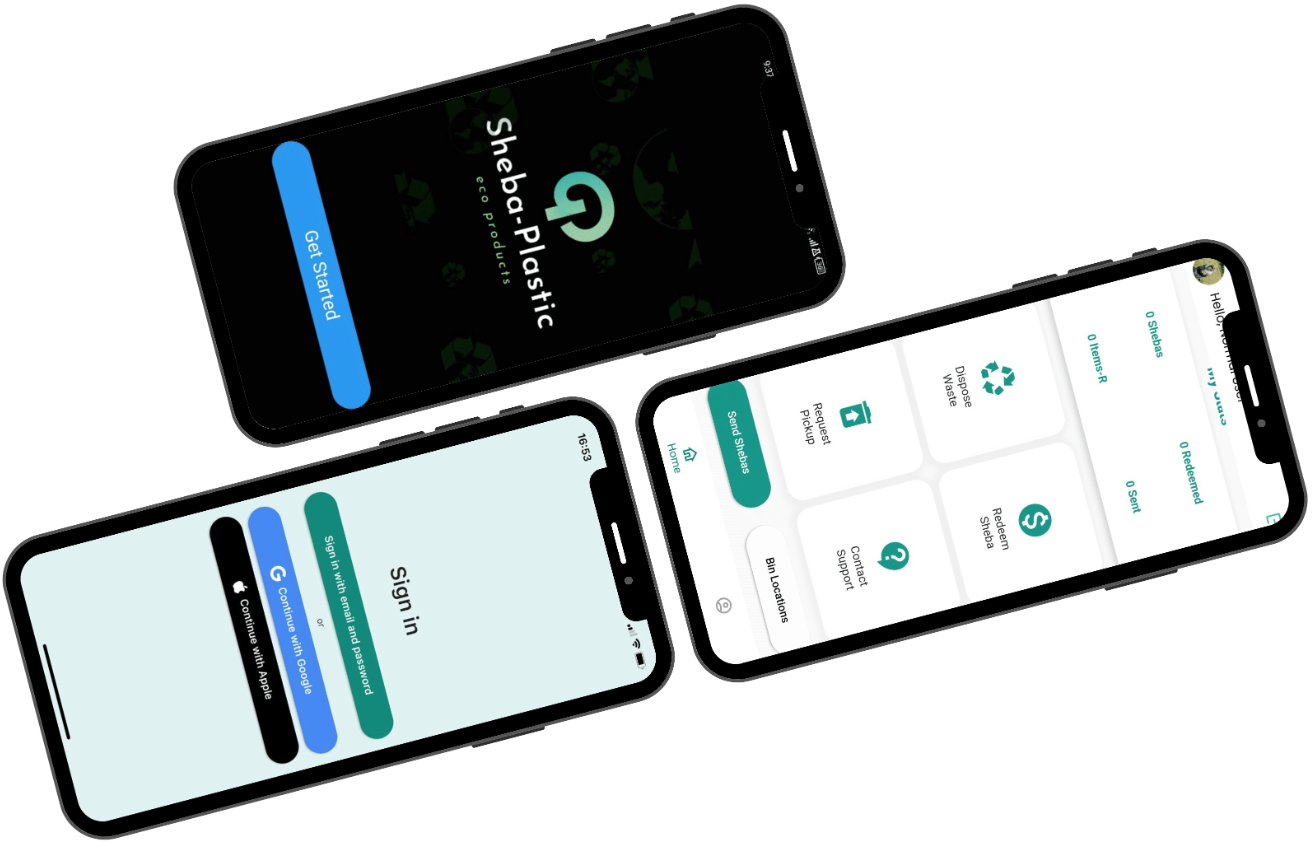 9:37
Sheba-Plastic
eco products
Get Started
16:53
Sign in
Sign in with email and password
or
G Continue with Google
Continue with Apple
Hello,
My Stats
0 Shebas
0 Redeemed
0 Items-R
0 Sent
Dispose
Waste
Redeem
Sheba
Request
Pickup
Contact
Support
Send Shebas
Bin Locations
Home